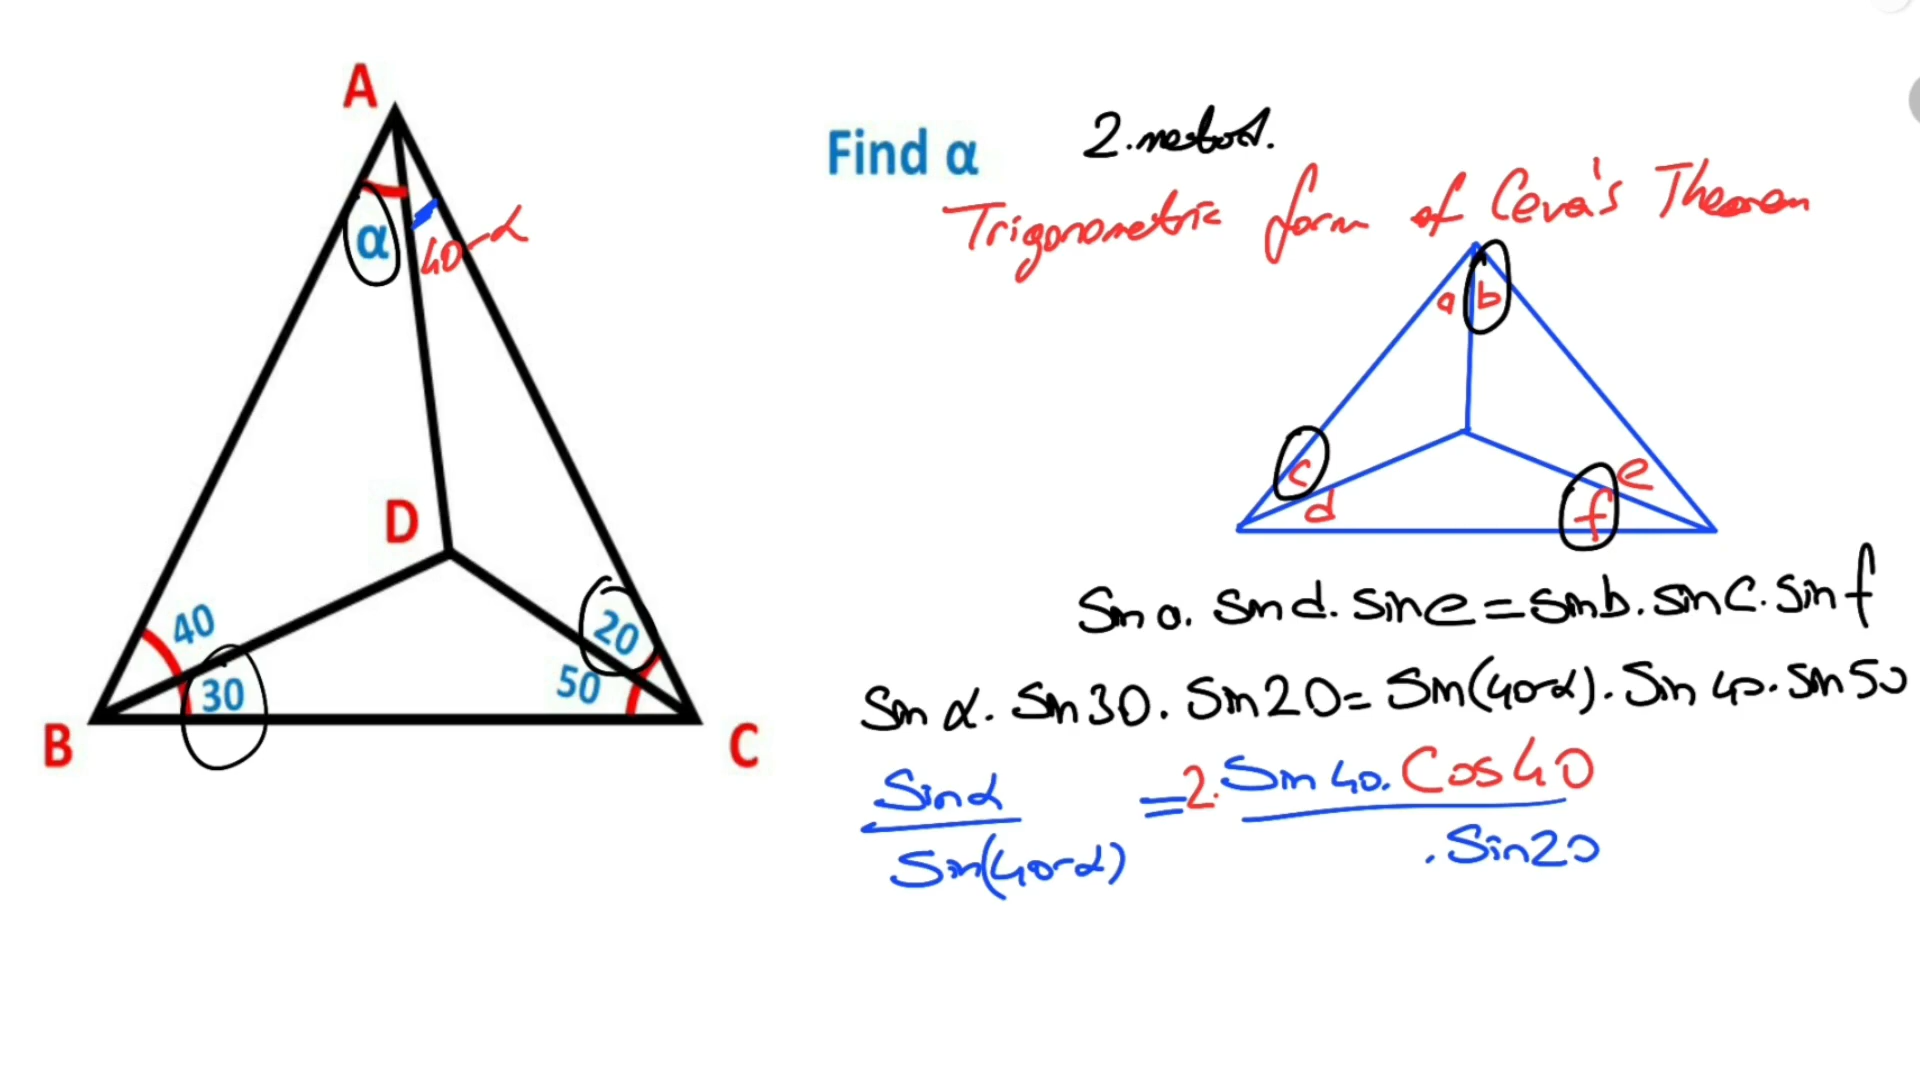 A
Find α
2.metod.
Trigonometric form of Ceva's Theorem
α
40-α
a
b
c
d
e
f
D
40
30
20
50
B
C
Sin a. Sin d. Sin e = Sin b. Sin c. Sin f
Sin α. Sin 30. Sin 20 = Sin(40-α). Sin 40. Sin 50
Sin α
Sin(40-α)
= 2. Sin 40. Cos 40
. Sin 20